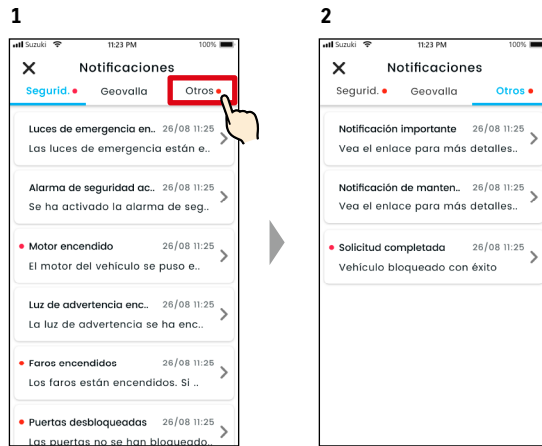 1
Suzuki 11:23 PM 100%
Notificaciones
Segurid. Geovalla Otros
Luces de emergencia en.. 26/08 11:25
Las luces de emergencia están e..
Alarma de seguridad ac.. 26/08 11:25
Se ha activado la alarma de seg..
Motor encendido 26/08 11:25
El motor del vehículo se puso e..
Luz de advertencia enc.. 26/08 11:25
La luz de advertencia se ha enc..
Faros encendidos 26/08 11:25
Los faros están encendidos. Si ..
Puertas desbloqueadas 26/08 11:25
Las puertas no se han bloqueado..
2
Suzuki 11:23 PM 100%
Notificaciones
Segurid. Geovalla Otros
Notificación importante 26/08 11:25
Vea el enlace para más detalles..
Notificación de manten.. 26/08 11:25
Vea el enlace para más detalles..
Solicitud completada 26/08 11:25
Vehículo bloqueado con éxito